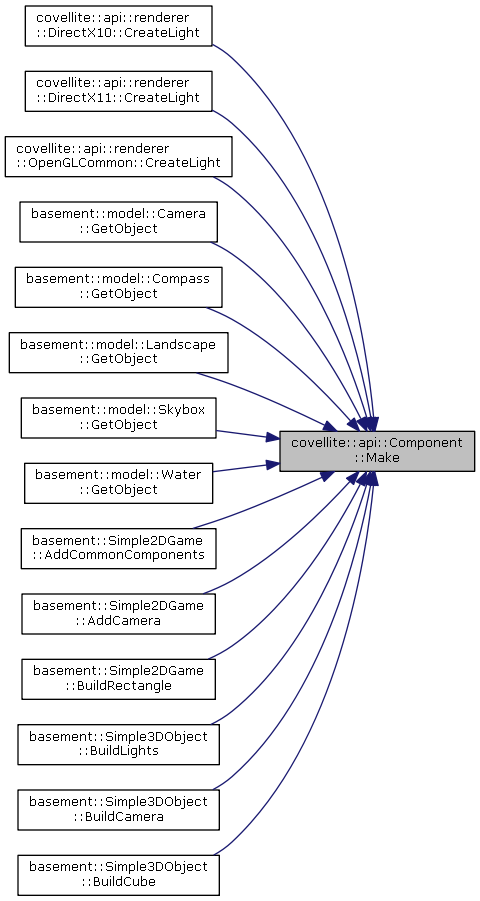 covellite::api::renderer
::DirectX10::CreateLight
covellite::api::renderer
::DirectX11::CreateLight
covellite::api::renderer
::OpenGLCommon::CreateLight
basement::model::Camera
::GetObject
basement::model::Compass
::GetObject
basement::model::Landscape
::GetObject
basement::model::Skybox
::GetObject
covellite::api::Component
::Make
basement::model::Water
::GetObject
basement::Simple2DGame
::AddCommonComponents
basement::Simple2DGame
::AddCamera
basement::Simple2DGame
::BuildRectangle
basement::Simple3DObject
::BuildLights
basement::Simple3DObject
::BuildCamera
basement::Simple3DObject
::BuildCube